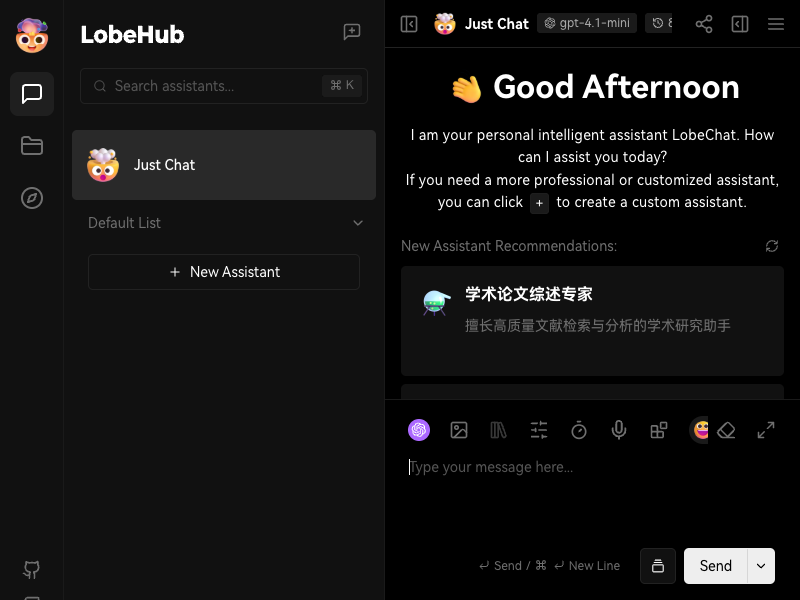 LobeHub
Search assistants...
⌘ K
Just Chat
Default List
+ New Assistant
Just Chat
gpt-4.1-mini
Good Afternoon
I am your personal intelligent assistant LobeChat. How
can I assist you today?
If you need a more professional or customized assistant,
you can click + to create a custom assistant.
New Assistant Recommendations:
学术论文综述专家
擅长高质量文献检索与分析的学术研究助手
Type your message here...
↵ Send / ⌘ ↵ New Line
Send